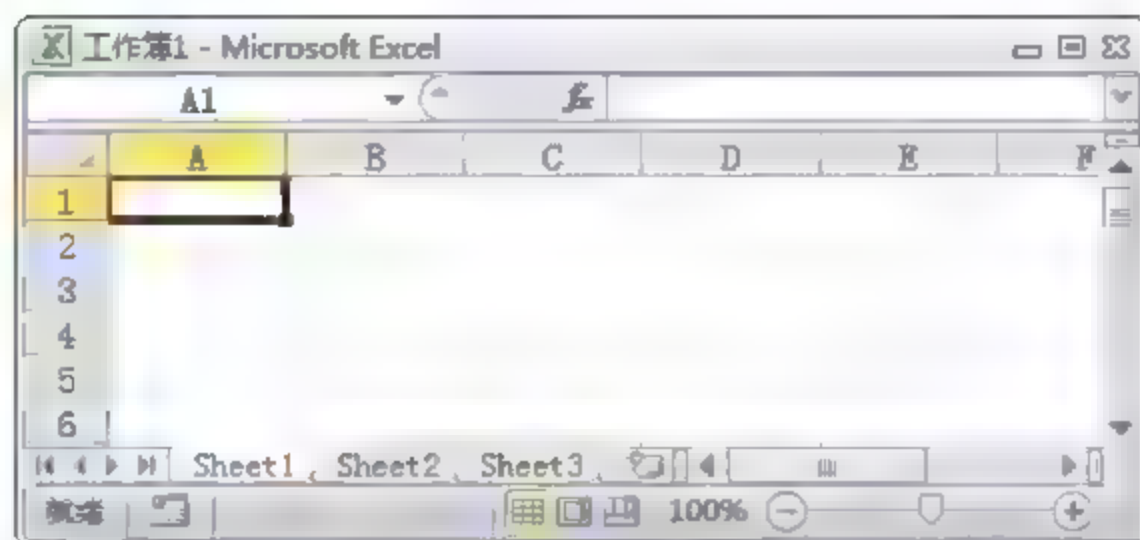 工作簿1 - Microsoft Excel
A1 fx
A B C D E F
1
2
3
4
5
6
Sheet1 Sheet2 Sheet3
就绪 100%